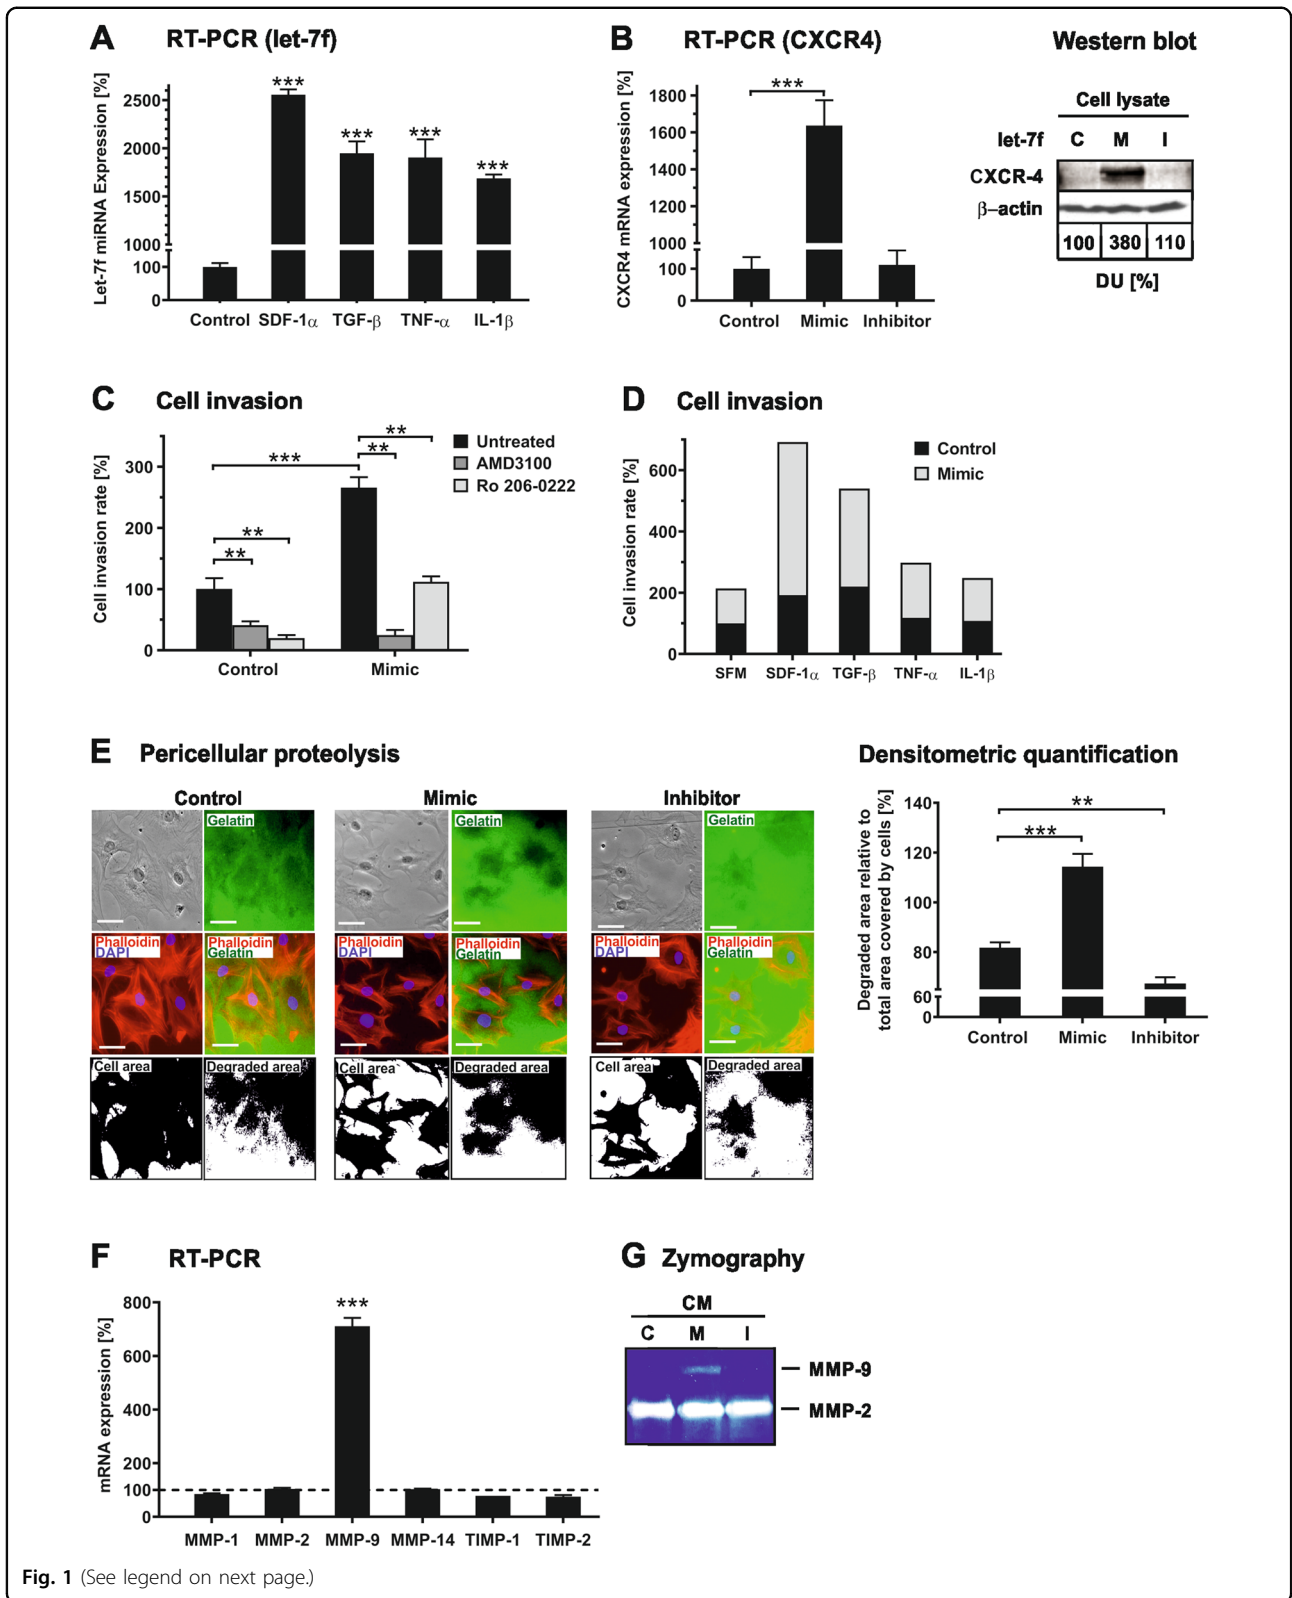 A RT-PCR (let-7f)
Let-7f miRNA Expression [%]
2500
2000
1500
1000
100
0
***
***
***
***
Control SDF-1α TGF-β TNF-α IL-1β
B RT-PCR (CXCR4)
CXCR4 mRNA expression [%]
1800
1600
1400
1200
1000
100
0
***
Control Mimic Inhibitor
Western blot
Cell lysate
let-7f C M I
CXCR-4
β–actin
100 380 110
DU [%]
C Cell invasion
Cell invasion rate [%]
300
200
100
0
***
**
**
**
**
Untreated
AMD3100
Ro 206-0222
Control Mimic
D Cell invasion
Cell invasion rate [%]
600
400
200
0
Control
Mimic
SFM SDF-1α TGF-β TNF-α IL-1β
E Pericellular proteolysis
Control Mimic Inhibitor
Gelatin Gelatin Gelatin
Phalloidin Phalloidin Phalloidin Phalloidin Phalloidin Phalloidin
DAPI Gelatin DAPI Gelatin DAPI Gelatin
Cell area Degraded area Cell area Degraded area Cell area Degraded area
Densitometric quantification
Degraded area relative to
total area covered by cells [%]
140
120
100
80
60
0
**
***
Control Mimic Inhibitor
F RT-PCR
mRNA expression [%]
800
600
400
200
100
0
***
MMP-1 MMP-2 MMP-9 MMP-14 TIMP-1 TIMP-2
G Zymography
CM
C M I
MMP-9
MMP-2
Fig. 1 (See legend on next page.)